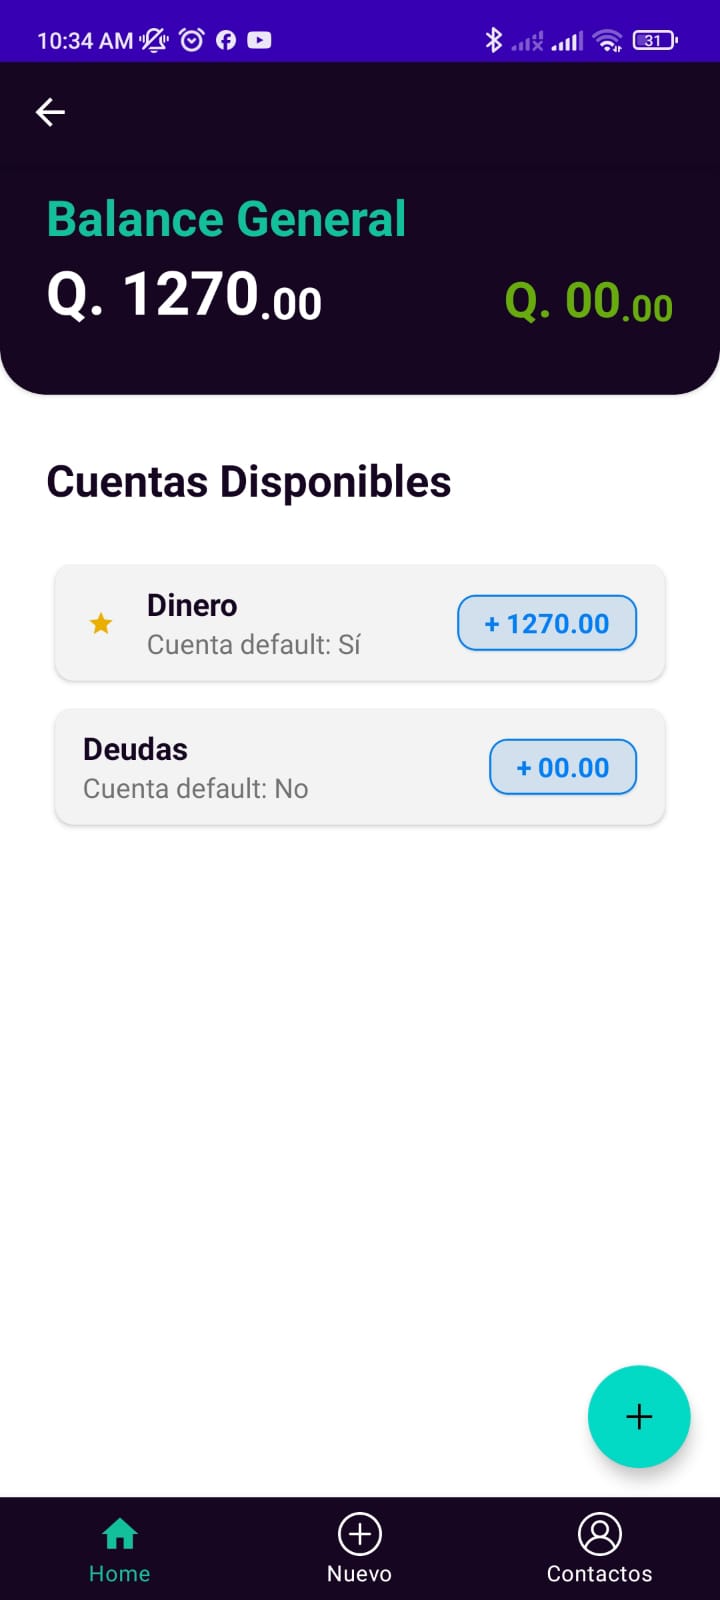 10:34 AM 31
Balance General
Q. 1270.00 Q. 00.00
Cuentas Disponibles
Dinero
Cuenta default: Sí
+ 1270.00
Deudas
Cuenta default: No
+ 00.00
+
Home Nuevo Contactos